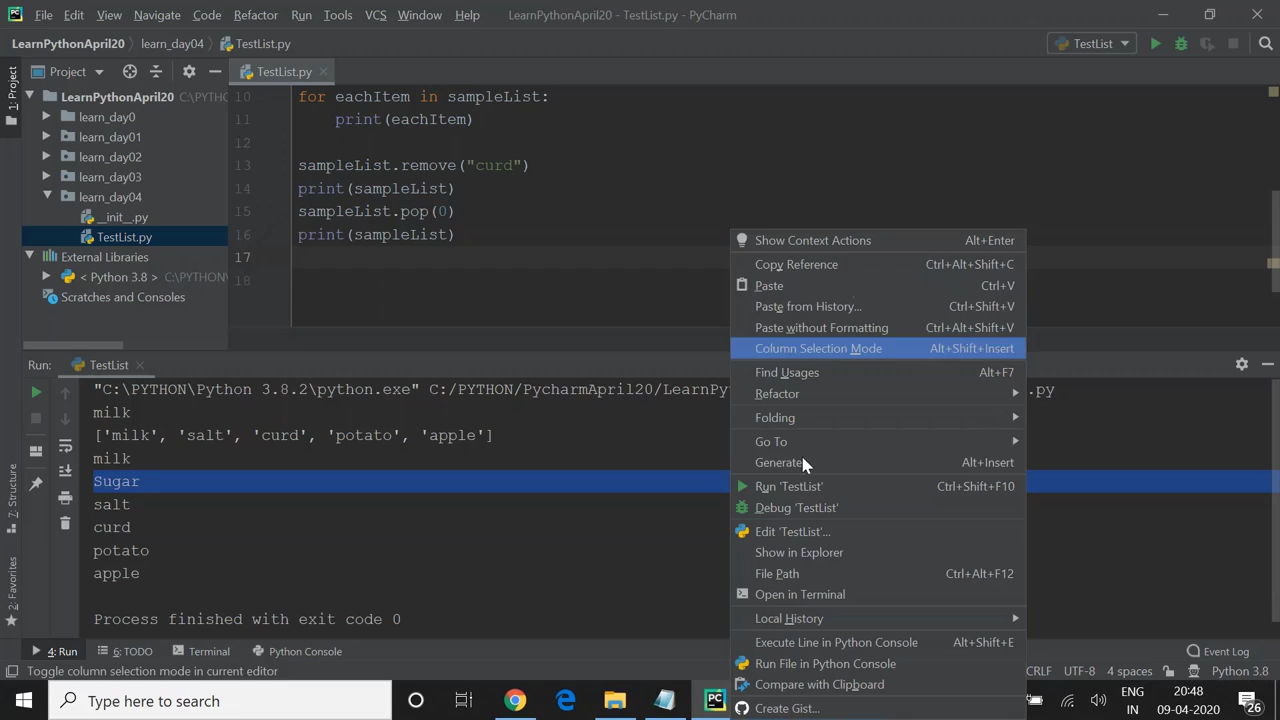 File Edit View Navigate Code Refactor Run Tools VCS Window Help LearnPythonApril20 - TestList.py - PyCharm
LearnPythonApril20 learn_day04 TestList.py TestList
1: Project
Project TestList.py
LearnPythonApril20 C:\PYTHO
learn_day0
learn_day01
learn_day02
learn_day03
learn_day04
__init__.py
TestList.py
External Libraries
< Python 3.8 > C:\PYTHO
Scratches and Consoles
10 for eachItem in sampleList:
11 print(eachItem)
12
13 sampleList.remove("curd")
14 print(sampleList)
15 sampleList.pop(0)
16 print(sampleList)
17
18
Show Context Actions Alt+Enter
Copy Reference Ctrl+Alt+Shift+C
Paste Ctrl+V
Paste from History... Ctrl+Shift+V
Paste without Formatting Ctrl+Alt+Shift+V
Column Selection Mode Alt+Shift+Insert
Find Usages Alt+F7
Refactor
Folding
Go To
Generate Alt+Insert
Run 'TestList' Ctrl+Shift+F10
Debug 'TestList'
Edit 'TestList'...
Show in Explorer
File Path Ctrl+Alt+F12
Open in Terminal
Local History
Execute Line in Python Console Alt+Shift+E
Run File in Python Console
Compare with Clipboard
Create Gist...
Run: TestList
"C:\PYTHON\Python 3.8.2\python.exe" C:/PYTHON/PycharmApril20/LearnPy py
milk
['milk', 'salt', 'curd', 'potato', 'apple']
milk
Sugar
salt
curd
potato
apple
Process finished with exit code 0
7: Structure
2: Favorites
4: Run 6: TODO Terminal Python Console Event Log
Toggle column selection mode in current editor CRLF UTF-8 4 spaces Python 3.8
Type here to search PC ENG IN 20:48 09-04-2020 26